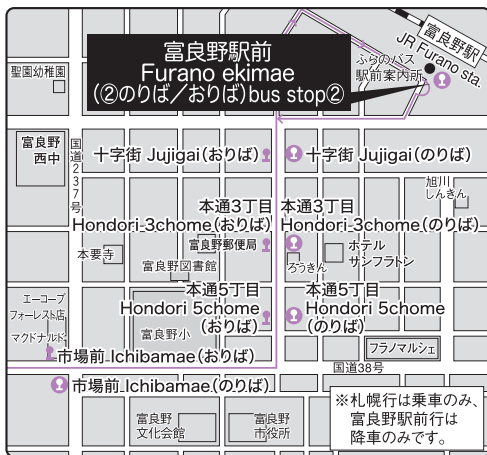 富良野駅
JR Furano sta.
ふらのバス
駅前案内所
富良野駅前
Furano ekimae
(②のりば/おりば)bus stop②
聖園幼稚園
富良野
西中
国道237号
十字街 Jujigai(おりば)
十字街 Jujigai(のりば)
旭川
しんきん
本通3丁目
Hondori-3chome(おりば)
本通3丁目
Hondori-3chome(のりば)
本要寺
富良野郵便局
富良野図書館
ろうきん
ホテル
サンフラトン
本通5丁目
Hondori 5chome
(おりば)
本通5丁目
Hondori 5chome
(のりば)
エーコープ
フォーレスト店
マクドナルド
富良野小
フラノマルシェ
市場前 Ichibamae(おりば)
国道38号
市場前 Ichibamae(のりば)
富良野
文化会館
富良野
市役所
※札幌行は乗車のみ、
富良野駅前行は
降車のみです。